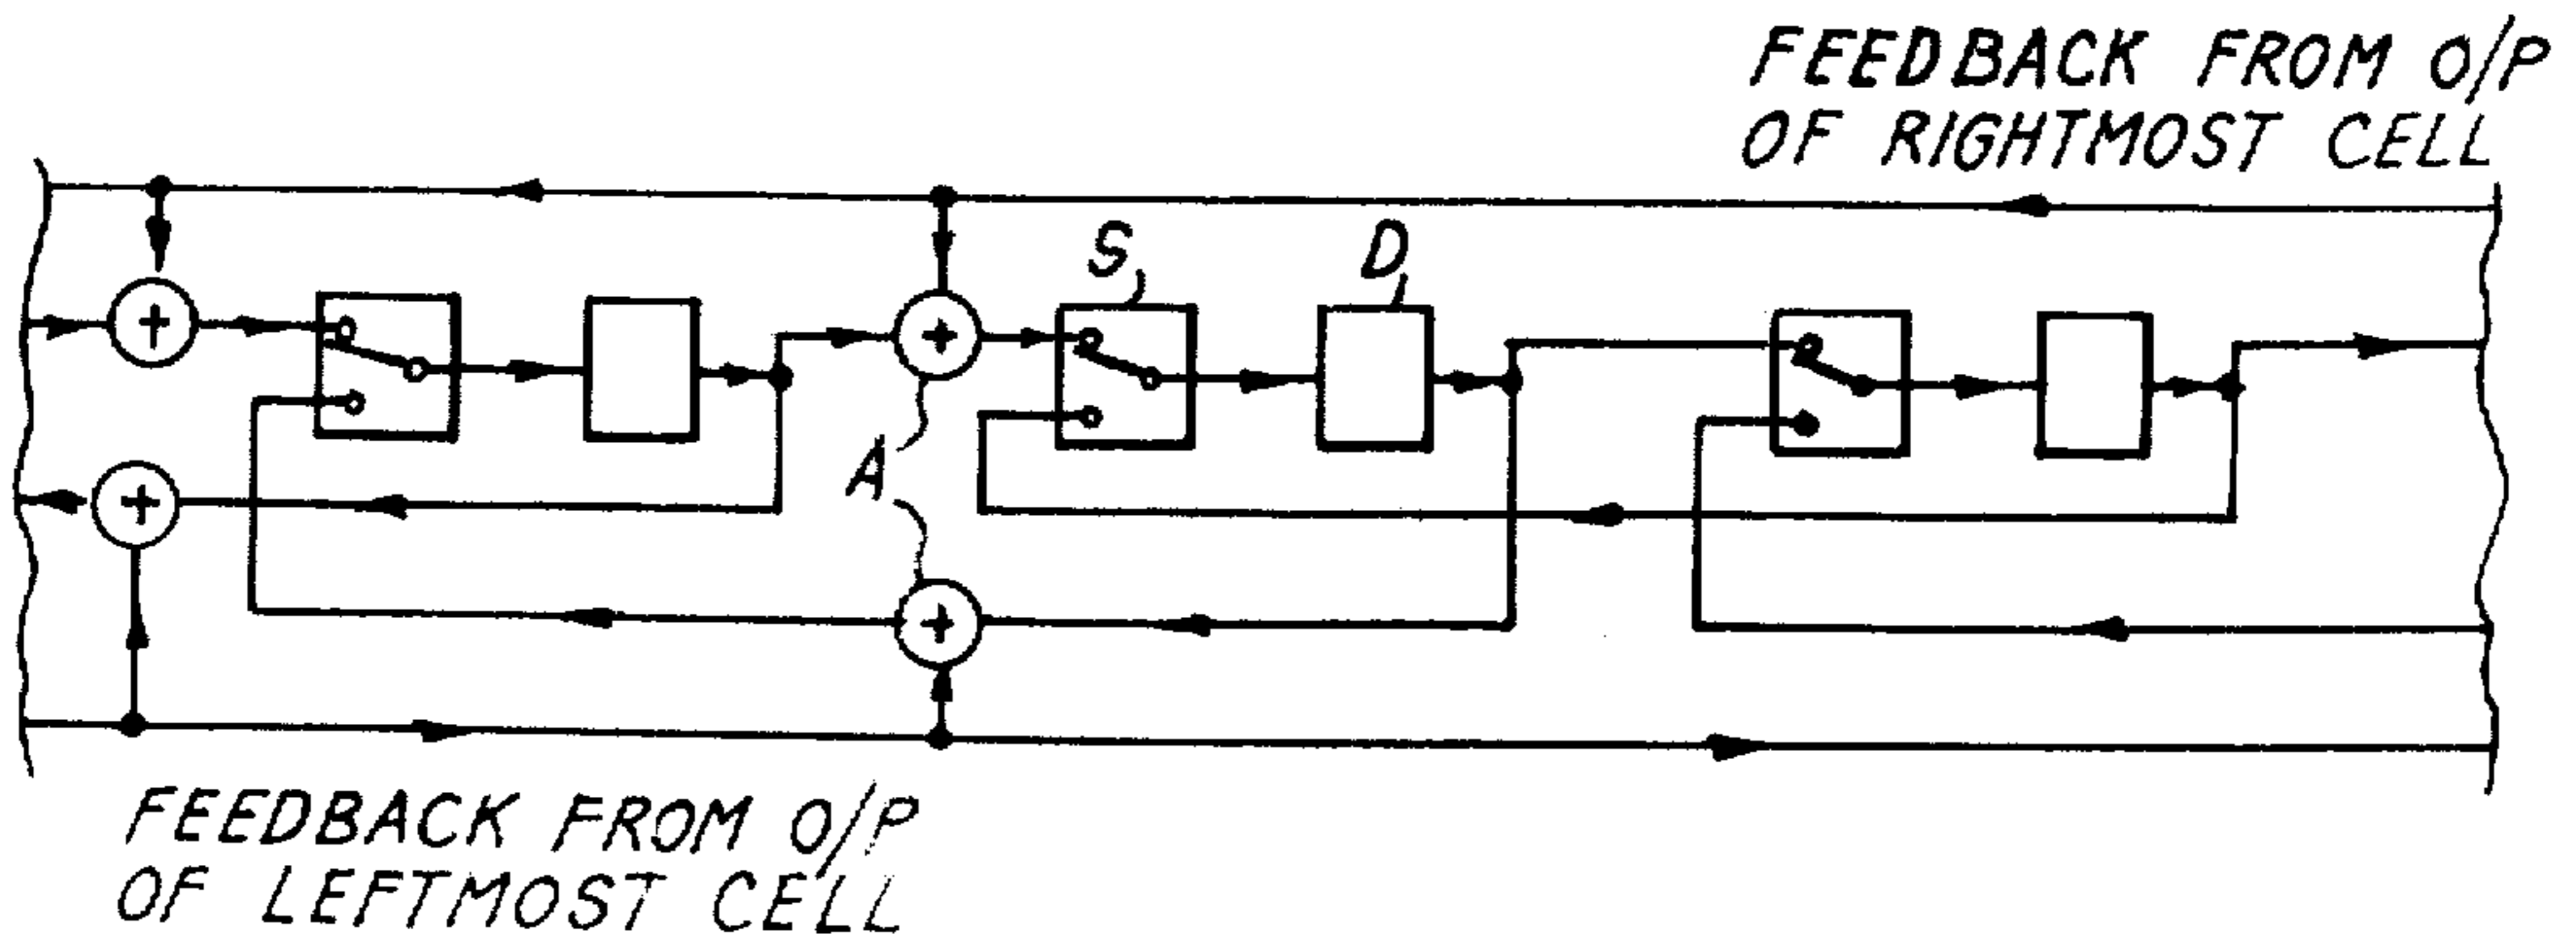 FEEDBACK FROM O/P
OF RIGHTMOST CELL
S
D
+
+
A
+
+
FEEDBACK FROM O/P
OF LEFTMOST CELL